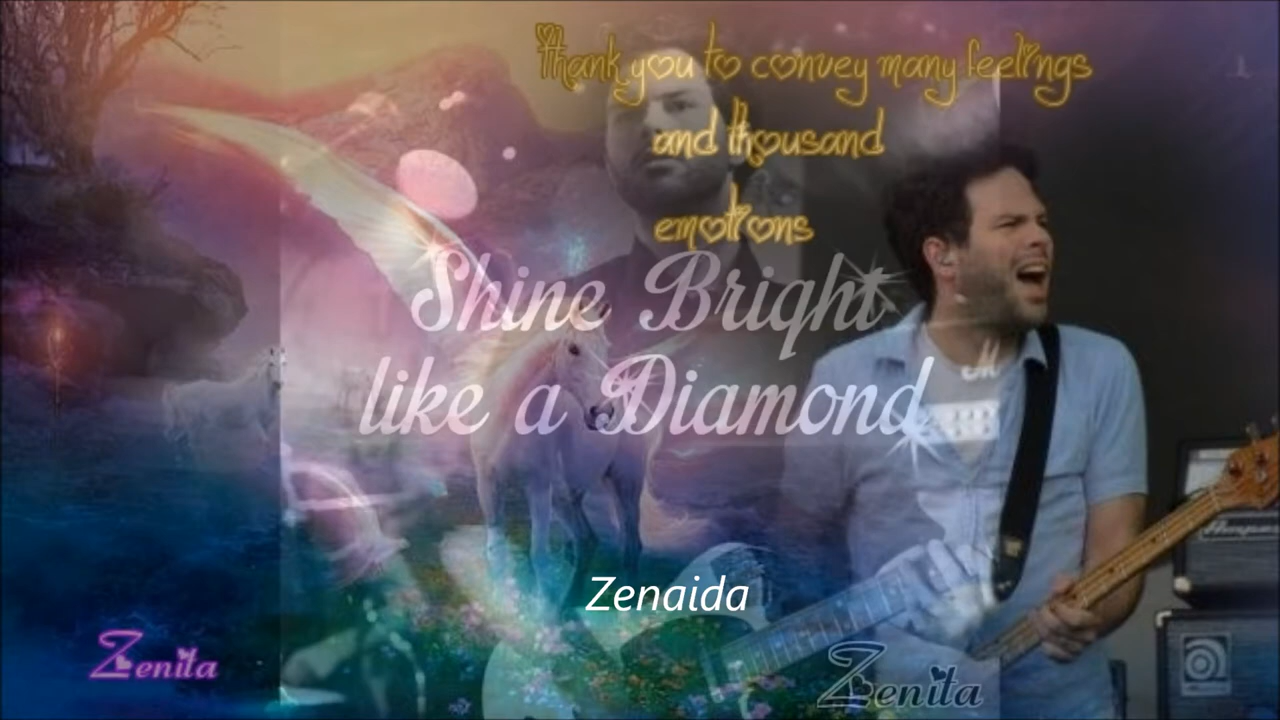 Thank you to convey many feelings
and thousand
emotions
Shine Bright
like a Diamond
Zenaida
Zenita
Zenita